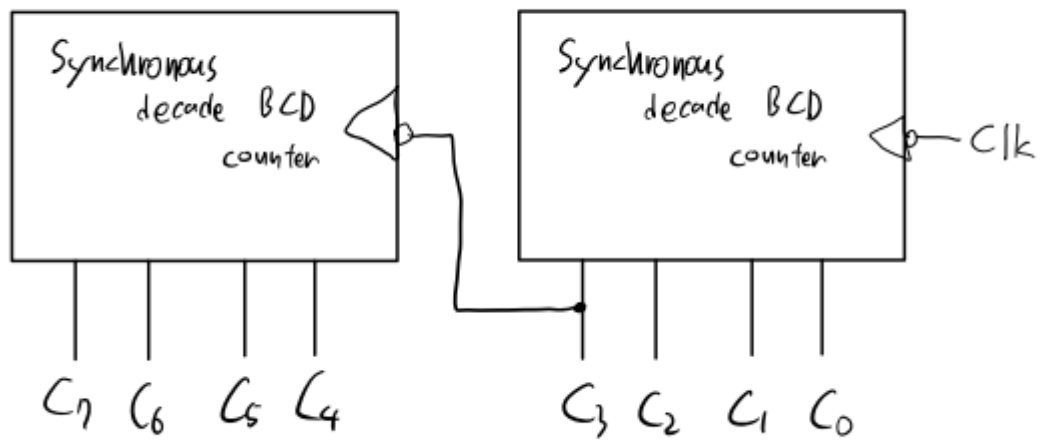 Synchronous
decade BCD
counter
Synchronous
decade BCD
counter
Clk
C7 C6 C5 C4
C3 C2 C1 C0